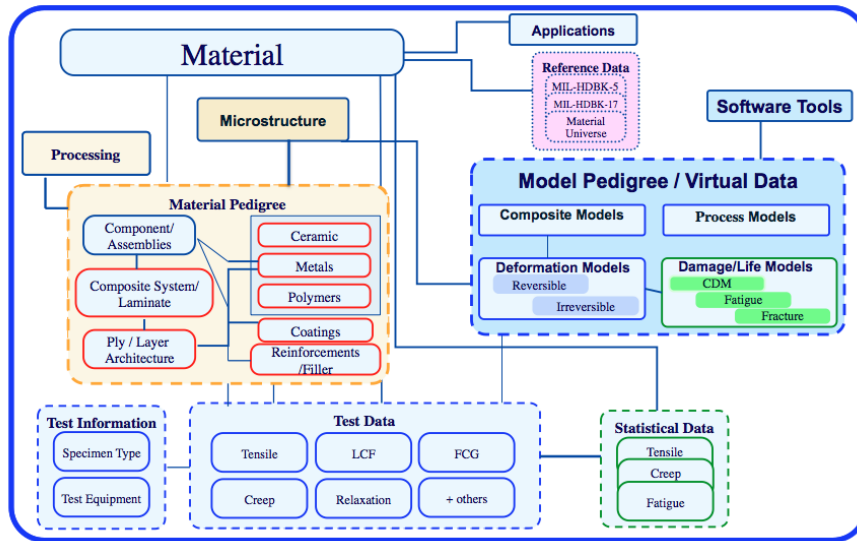 Material
Applications
Reference Data
MIL-HDBK-5
MIL-HDBK-17
Material
Universe
Software Tools
Microstructure
Processing
Material Pedigree
Component/
Assemblies
Composite System/
Laminate
Ply / Layer
Architecture
Ceramic
Metals
Polymers
Coatings
Reinforcements
/Filler
Model Pedigree / Virtual Data
Composite Models
Process Models
Deformation Models
Reversible
Irreversible
Damage/Life Models
CDM
Fatigue
Fracture
Test Information
Specimen Type
Test Equipment
Test Data
Tensile
LCF
FCG
Creep
Relaxation
+ others
Statistical Data
Tensile
Creep
Fatigue